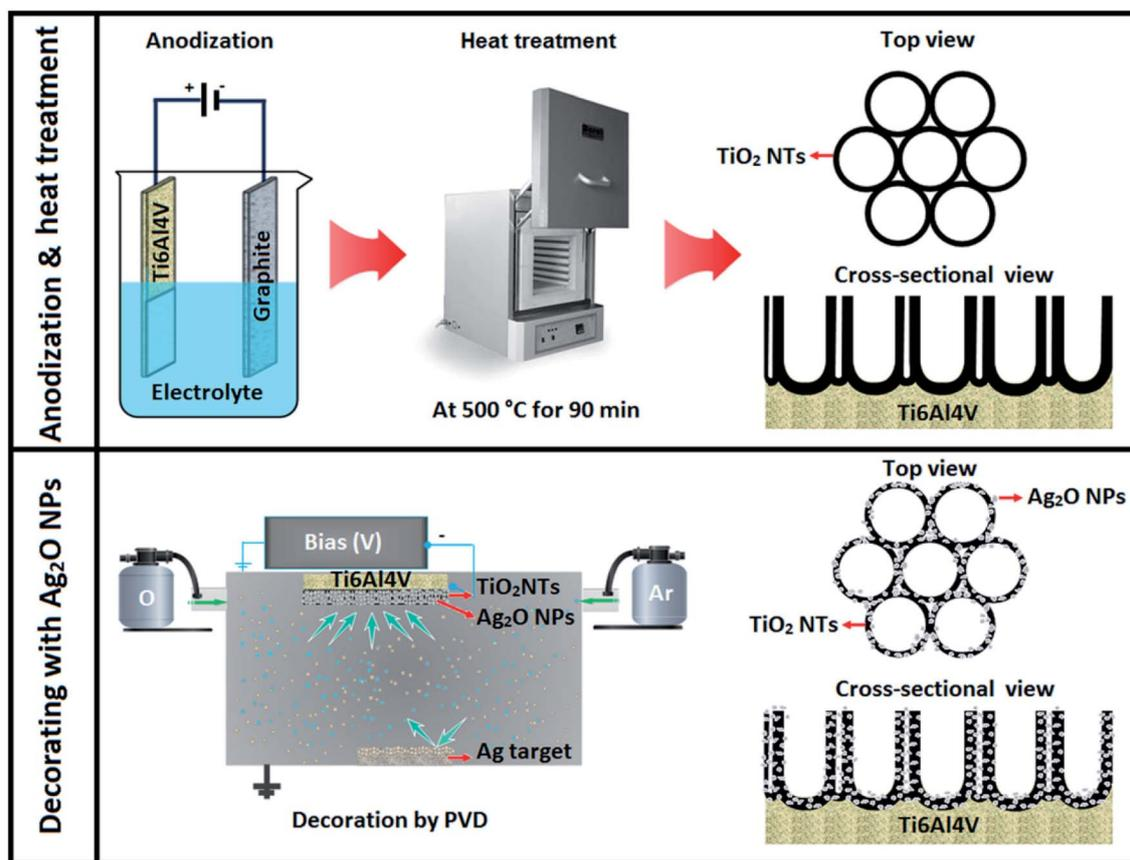 Anodization & heat treatment
Anodization
+
-
Ti6Al4V
Graphite
Electrolyte
Heat treatment
At 500 °C for 90 min
Top view
TiO₂ NTs
Cross-sectional view
Ti6Al4V
Decorating with Ag₂O NPs
Bias (V)
-
O
Ar
Ti6Al4V
TiO₂NTs
Ag₂O NPs
Ag target
Decoration by PVD
Top view
Ag₂O NPs
TiO₂ NTs
Cross-sectional view
Ti6Al4V